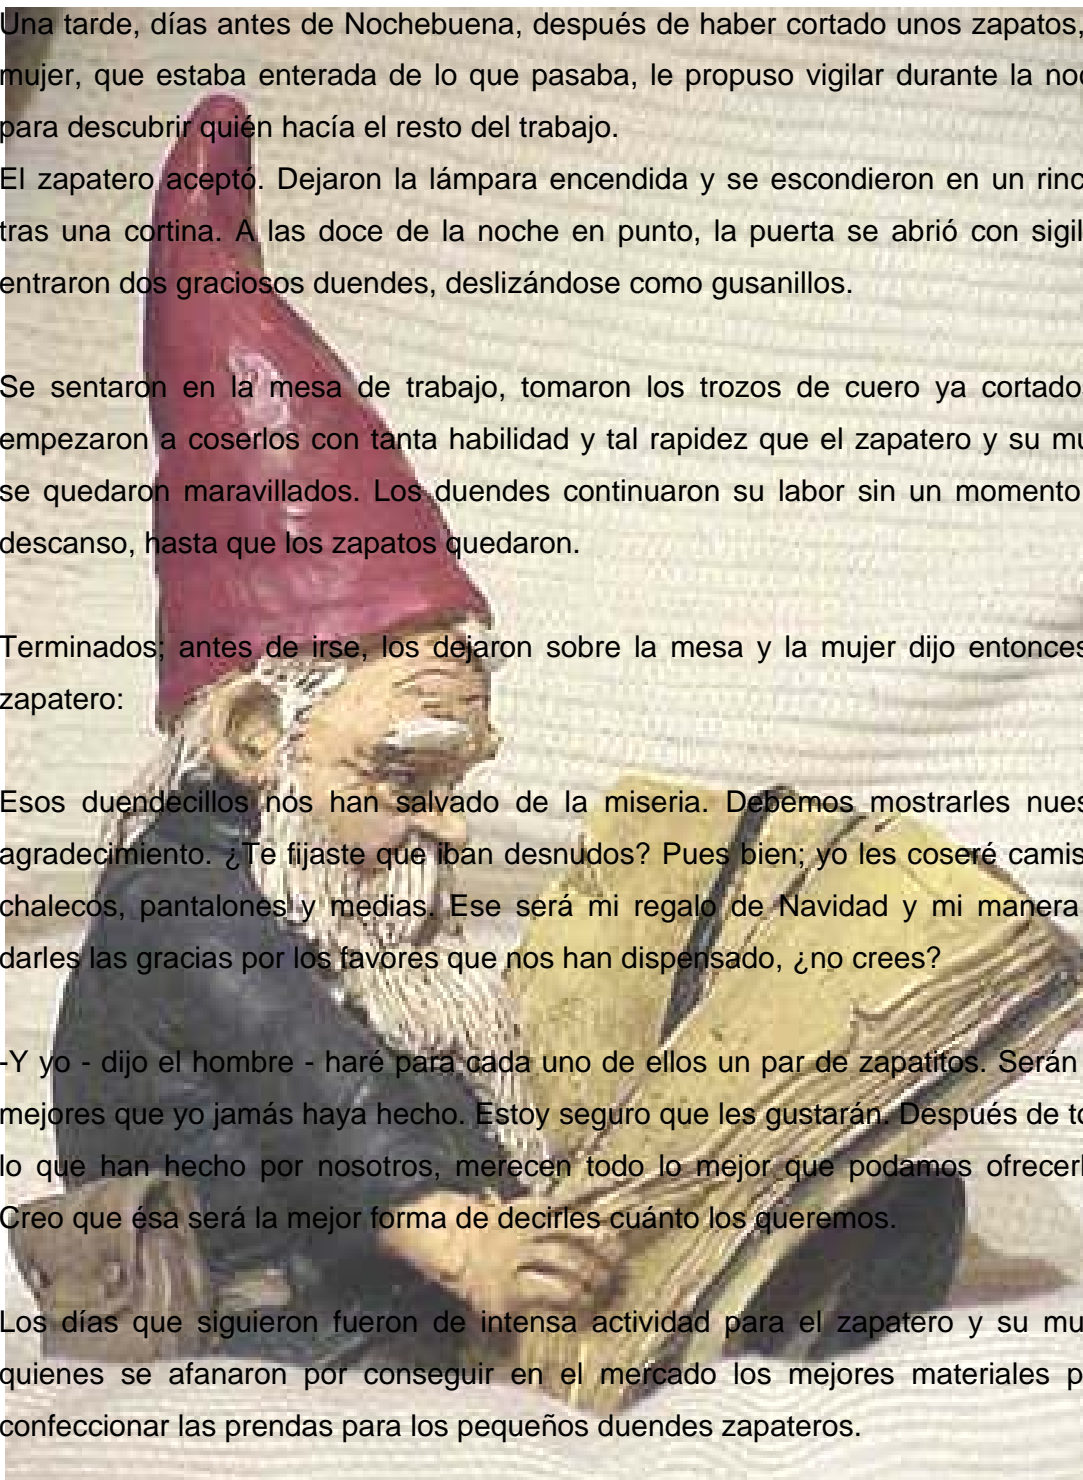 Una tarde, días antes de Nochebuena, después de haber cortado unos zapatos,
mujer, que estaba enterada de lo que pasaba, le propuso vigilar durante la
para descubrir quién hacía el resto del trabajo.
El zapatero aceptó. Dejaron la lámpara encendida y se escondieron en un
tras una cortina. A las doce de la noche en punto, la puerta se abrió con
entraron dos graciosos duendes, deslizándose como gusanillos.
Se sentaron en la mesa de trabajo, tomaron los trozos de cuero ya
empezaron a coserlos con tanta habilidad y tal rapidez que el zapatero y su
se quedaron maravillados. Los duendes continuaron su labor sin un momento
descanso, hasta que los zapatos quedaron.
Terminados; antes de irse, los dejaron sobre la mesa y la mujer dijo entonces
zapatero:
Esos duendecillos nos han salvado de la miseria. Debemos mostrarles
agradecimiento. ¿Te fijaste que iban desnudos? Pues bien; yo les coseré
chalecos, pantalones y medias. Ese será mi regalo de Navidad y mi manera
darles las gracias por los favores que nos han dispensado, ¿no crees?
-Y yo - dijo el hombre - haré para cada uno de ellos un par de zapatitos. Serán
mejores que yo jamás haya hecho. Estoy seguro que les gustarán. Después de
lo que han hecho por nosotros, merecen todo lo mejor que podamos
Creo que ésa será la mejor forma de decirles cuánto los queremos.
Los días que siguieron fueron de intensa actividad para el zapatero y su
quienes se afanaron por conseguir en el mercado los mejores materiales
confeccionar las prendas para los pequeños duendes zapateros.